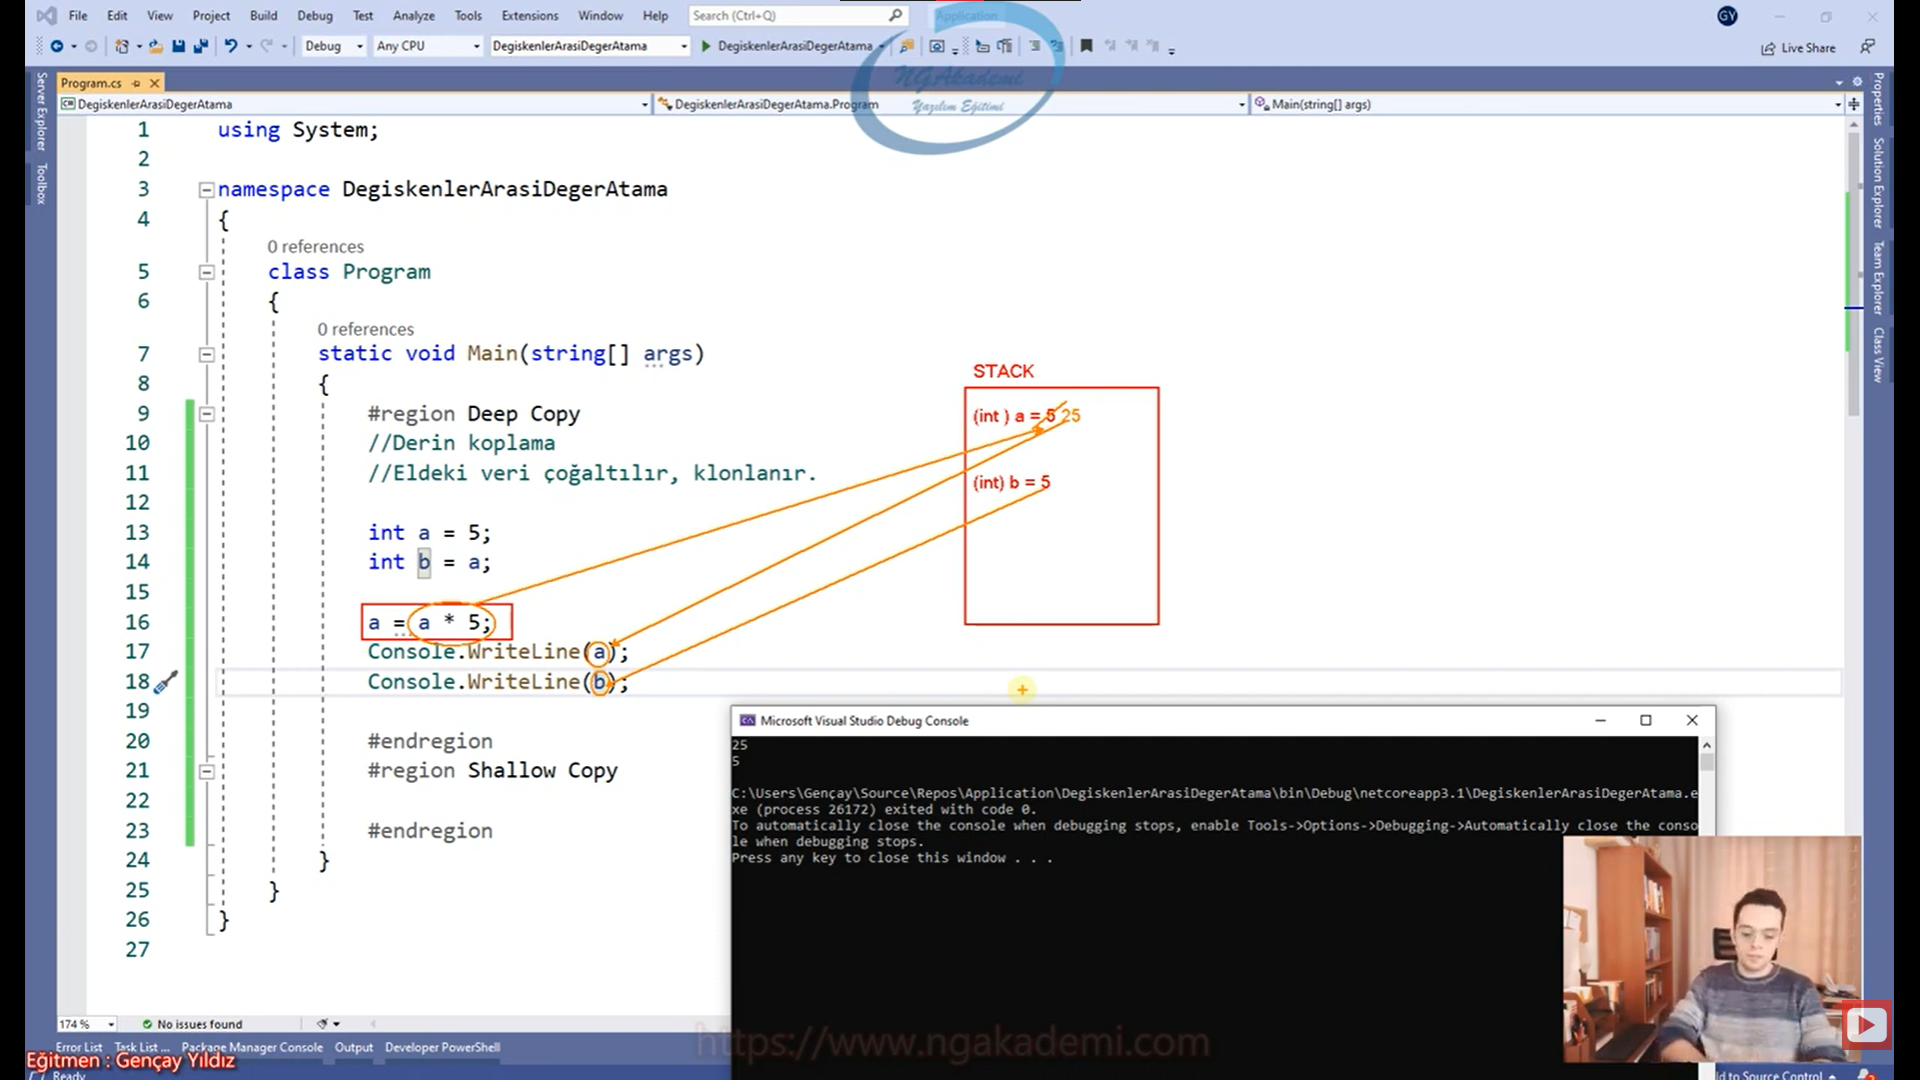 File Edit View Project Build Debug Test Analyze Tools Extensions Window Help Search (Ctrl+Q) Application GY
Debug Any CPU DegiskenlerArasiDegerAtama DegiskenlerArasiDegerAtama Live Share
NGAkademi
Yazılım Eğitimi
Program.cs
DegiskenlerArasiDegerAtama DegiskenlerArasiDegerAtama.Program Main(string[] args)
Server Explorer
Toolbox
Properties
Solution Explorer
Team Explorer
Class View
1 using System;
2
3 namespace DegiskenlerArasiDegerAtama
4 {
0 references
5 class Program
6 {
0 references
7 static void Main(string[] args)
8 {
9 #region Deep Copy
10 //Derin koplama
11 //Eldeki veri çoğaltılır, klonlanır.
12
13 int a = 5;
14 int b = a;
15
16 a = a * 5;
17 Console.WriteLine(a);
18 Console.WriteLine(b);
19
20 #endregion
21 #region Shallow Copy
22
23 #endregion
24 }
25 }
26 }
27
STACK
(int ) a = 5 25
(int) b = 5
Microsoft Visual Studio Debug Console
25
5
C:\Users\Gençay\Source\Repos\Application\DegiskenlerArasiDegerAtama\bin\Debug\netcoreapp3.1\DegiskenlerArasiDegerAtama.e
xe (process 26172) exited with code 0.
To automatically close the console when debugging stops, enable Tools->Options->Debugging->Automatically close the conso
le when debugging stops.
Press any key to close this window . . .
174 % No issues found
Error List Task List ... Package Manager Console Output Developer PowerShell
https://www.ngakademi.com
Eğitmen : Gençay Yıldız
Ready
ld to Source Control